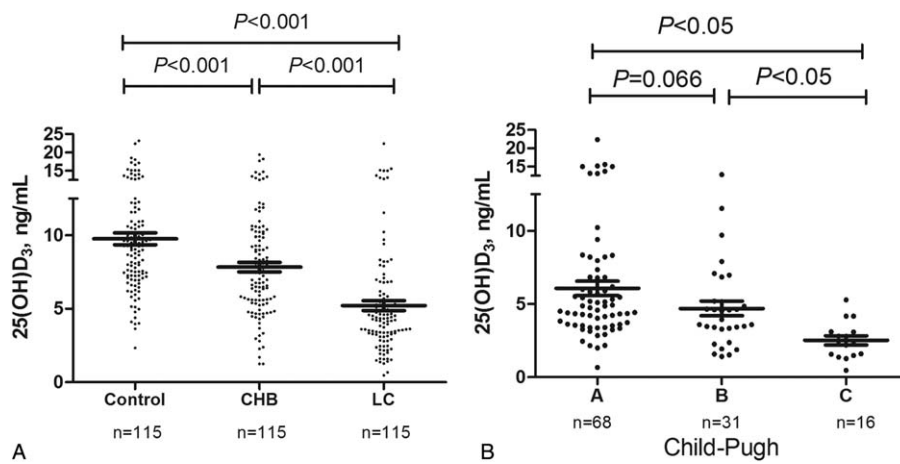 P<0.001
P<0.001 P<0.001
25
20
15
10
5
0
25(OH)D₃, ng/mL
Control CHB LC
n=115 n=115 n=115
A
P<0.05
P=0.066 P<0.05
25
20
15
10
5
0
25(OH)D₃, ng/mL
A B C
n=68 n=31 n=16
Child-Pugh
B